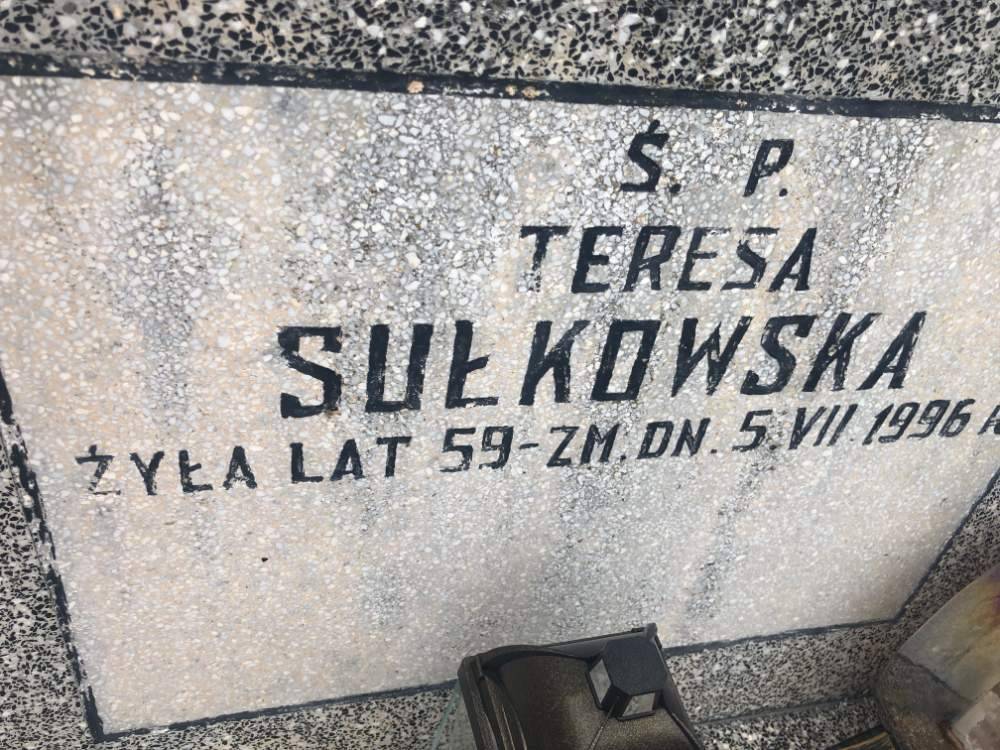 Ś. P.
TERESA
SUŁKOWSKA
ŻYŁA LAT 59-ZM. DN. 5. VII. 1996